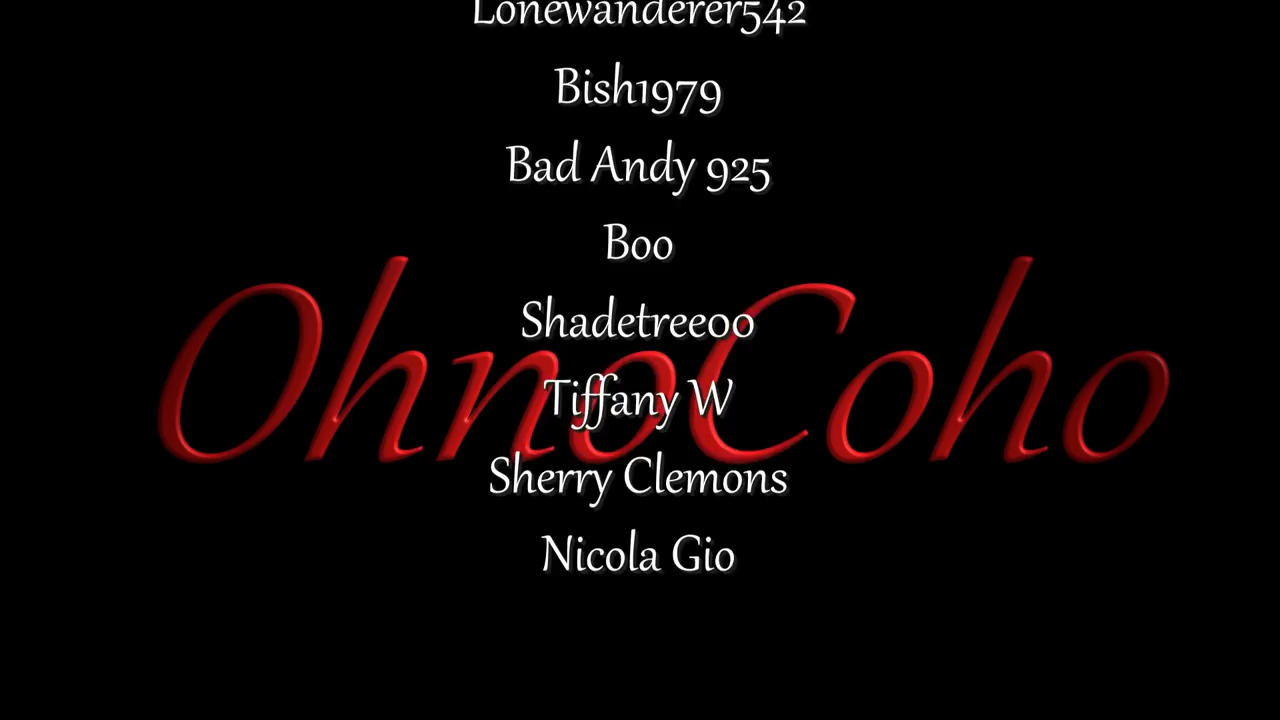 Lonewanderer542
Bish1979
Bad Andy 925
Boo
Shadetree00
OhnoCoho
Tiffany W
Sherry Clemons
Nicola Gio